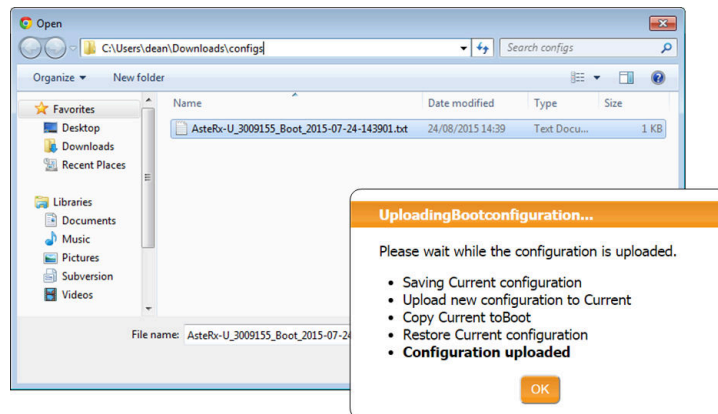 Open
C:\Users\dean\Downloads\configs
Search configs
Organize
New folder
Favorites
Desktop
Downloads
Recent Places
Libraries
Documents
Music
Pictures
Subversion
Videos
Name
Date modified
Type
Size
AsteRx-U_3009155_Boot_2015-07-24-143901.txt
24/08/2015 14:39
Text Docu...
1 KB
File name:
AsteRx-U_3009155_Boot_2015-07-24
UploadingBootconfiguration...
Please wait while the configuration is uploaded.
• Saving Current configuration
• Upload new configuration to Current
• Copy Current toBoot
• Restore Current configuration
• Configuration uploaded
OK